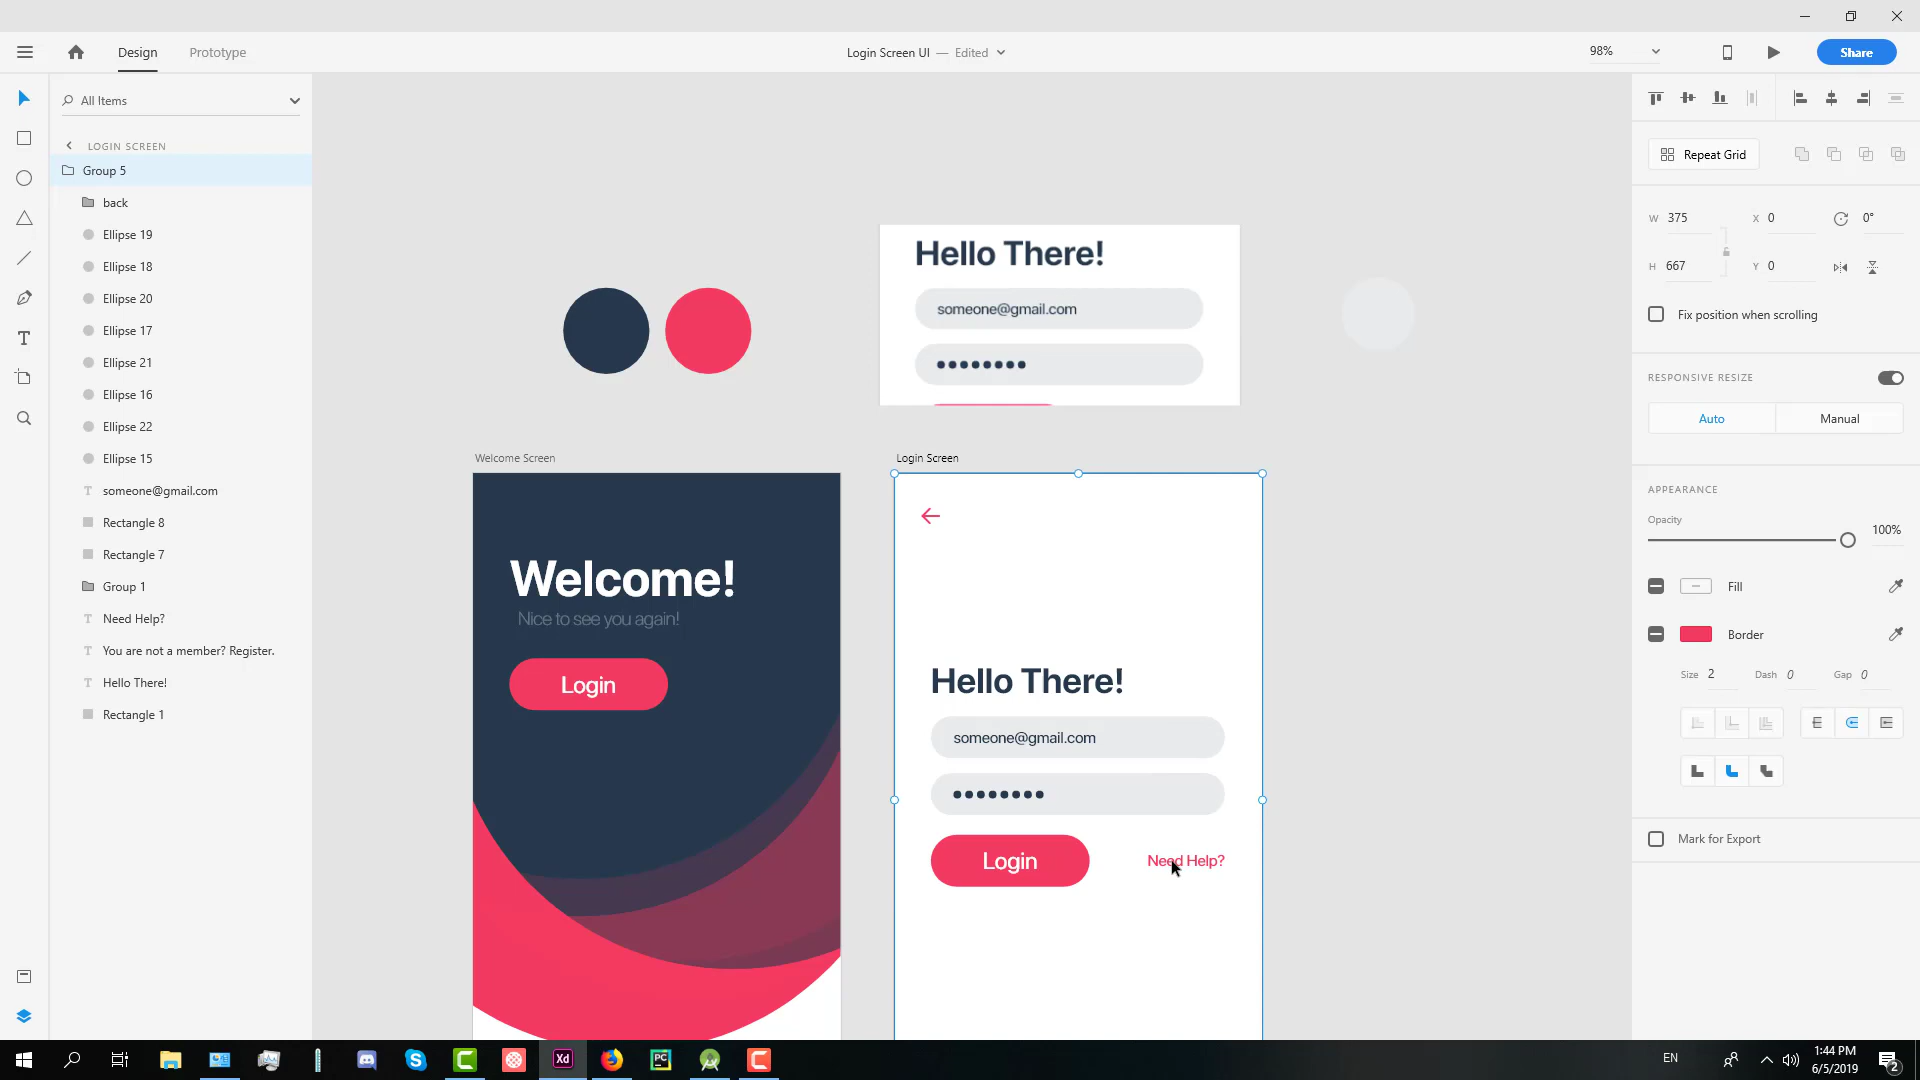 Design
Prototype
Login Screen UI — Edited
98%
Share
All Items
LOGIN SCREEN
Group 5
back
Ellipse 19
Ellipse 18
Ellipse 20
Ellipse 17
Ellipse 21
Ellipse 16
Ellipse 22
Ellipse 15
T someone@gmail.com
Rectangle 8
Rectangle 7
Group 1
T Need Help?
T You are not a member? Register.
T Hello There!
Rectangle 1
Hello There!
someone@gmail.com
Welcome Screen
Welcome!
Nice to see you again!
Login
Login Screen
Hello There!
someone@gmail.com
Login
Need Help?
Repeat Grid
W 375
X 0
0°
H 667
Y 0
Fix position when scrolling
RESPONSIVE RESIZE
Auto
Manual
APPEARANCE
Opacity
100%
Fill
Border
Size 2
Dash 0
Gap 0
Mark for Export
Xd
PC
EN
1:44 PM
6/5/2019
2